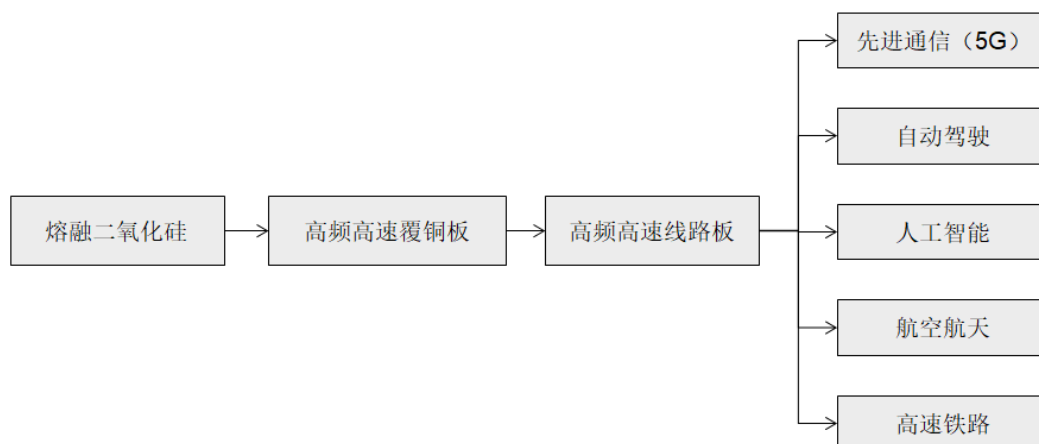 熔融二氧化硅
高频高速覆铜板
高频高速线路板
先进通信（5G）
自动驾驶
人工智能
航空航天
高速铁路